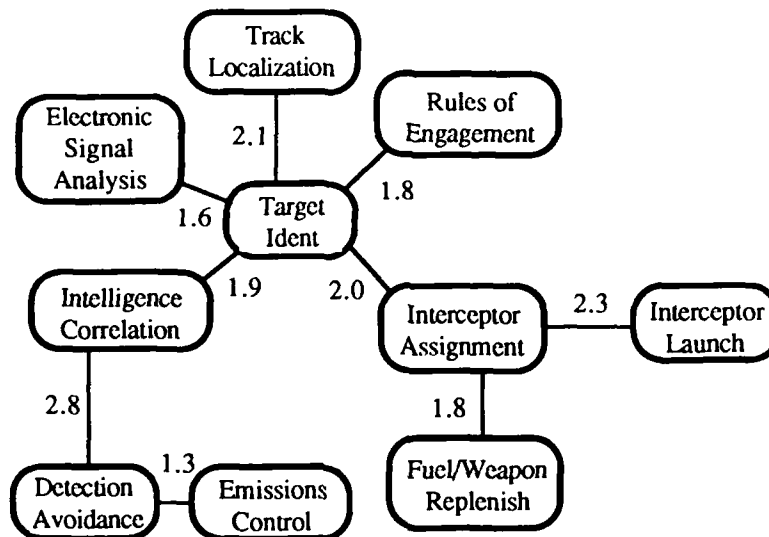 Track
Localization
Rules of
Engagement
Electronic
Signal
Analysis
2.1
1.8
1.6
Target
Ident
1.9
2.0
Intelligence
Correlation
Interceptor
Assignment
2.3
Interceptor
Launch
2.8
1.8
Detection
Avoidance
1.3
Emissions
Control
Fuel/Weapon
Replenish